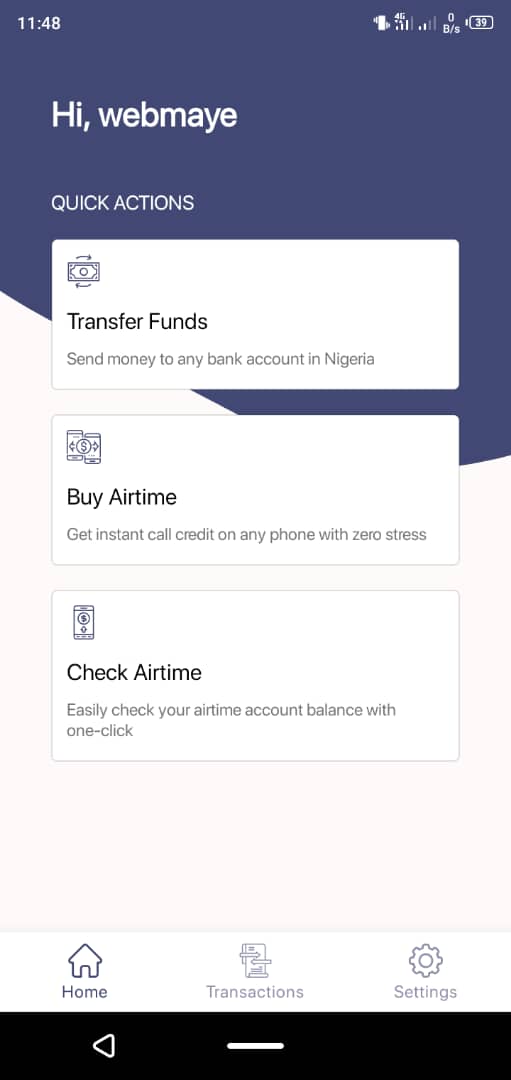 11:48
4G
0
B/s
39
Hi, webmaye
QUICK ACTIONS
Transfer Funds
Send money to any bank account in Nigeria
Buy Airtime
Get instant call credit on any phone with zero stress
Check Airtime
Easily check your airtime account balance with
one-click
Home
Transactions
Settings